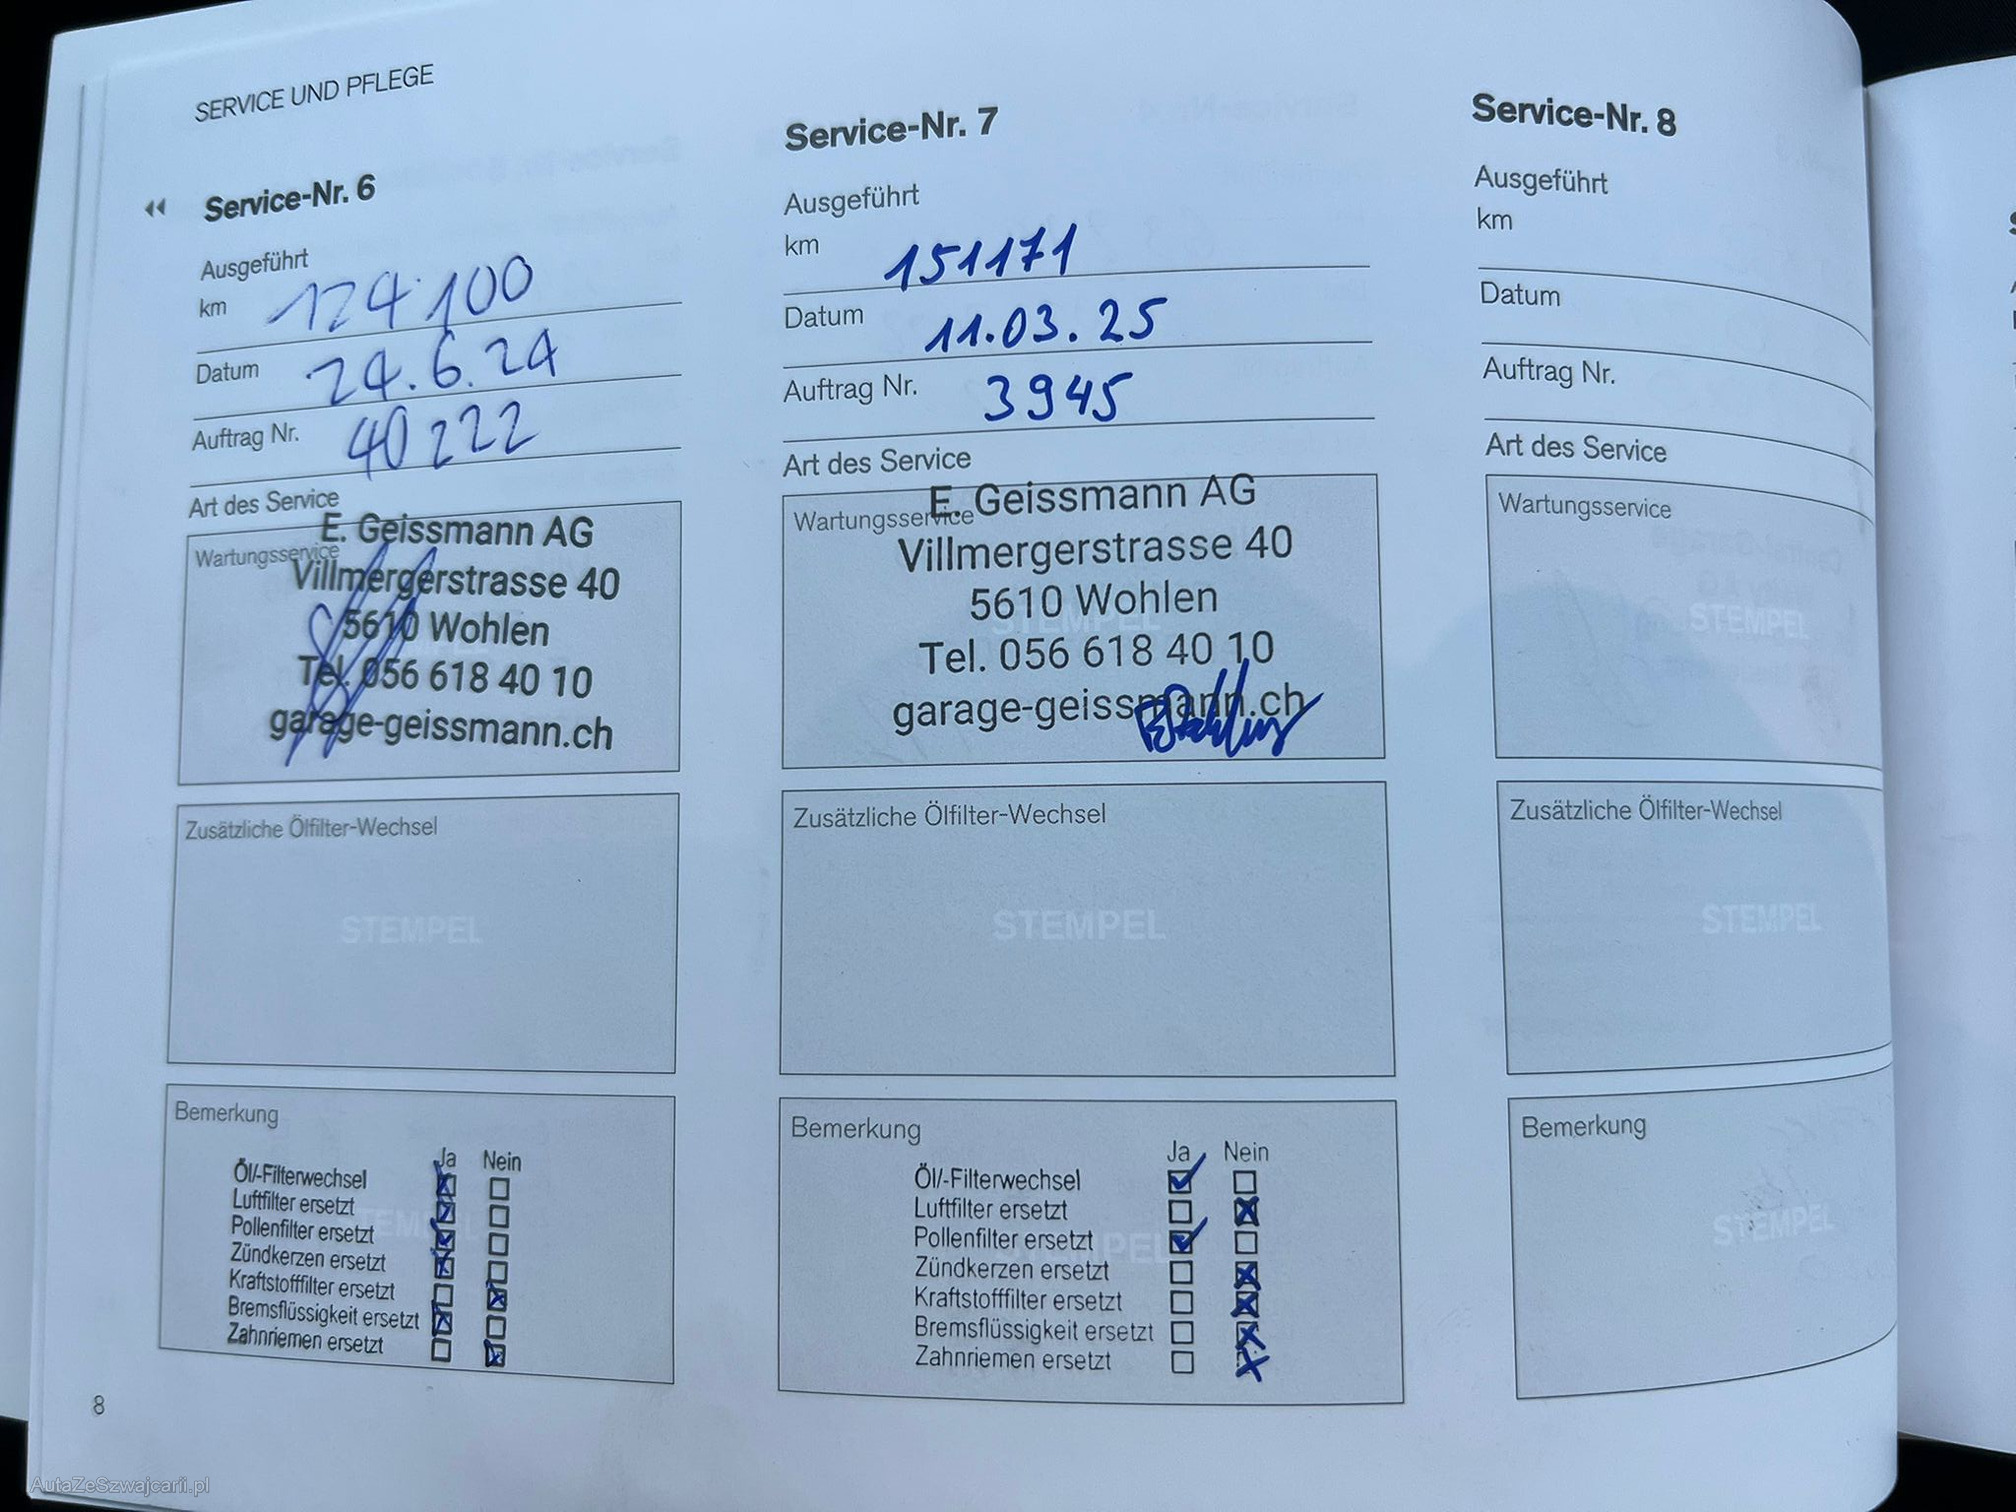 SERVICE UND PFLEGE
Service-Nr. 6
Ausgeführt
km 124'100
Datum 24.6.24
Auftrag Nr. 40222
Art des Service
Wartungsservice
E. Geissmann AG
Villmergerstrasse 40
5610 Wohlen
Tel. 056 618 40 10
garage-geissmann.ch
Zusätzliche Ölfilter-Wechsel
STEMPEL
Bemerkung
Ja Nein
Öl/-Filterwechsel
Luftfilter ersetzt
Pollenfilter ersetzt
Zündkerzen ersetzt
Kraftstofffilter ersetzt
Bremsflüssigkeit ersetzt
Zahnriemen ersetzt
8
Service-Nr. 7
Ausgeführt
km 151171
Datum 11.03.25
Auftrag Nr. 3945
Art des Service
Wartungsservice
E. Geissmann AG
Villmergerstrasse 40
5610 Wohlen
STEMPEL
Tel. 056 618 40 10
garage-geissmann.ch
Zusätzliche Ölfilter-Wechsel
STEMPEL
Bemerkung
Ja Nein
Öl/-Filterwechsel
Luftfilter ersetzt
Pollenfilter ersetzt
STEMPEL
Zündkerzen ersetzt
Kraftstofffilter ersetzt
Bremsflüssigkeit ersetzt
Zahnriemen ersetzt
Service-Nr. 8
Ausgeführt
km
Datum
Auftrag Nr.
Art des Service
Wartungsservice
STEMPEL
Zusätzliche Ölfilter-Wechsel
STEMPEL
Bemerkung
STEMPEL
AutaZeSzwajcarii.pl